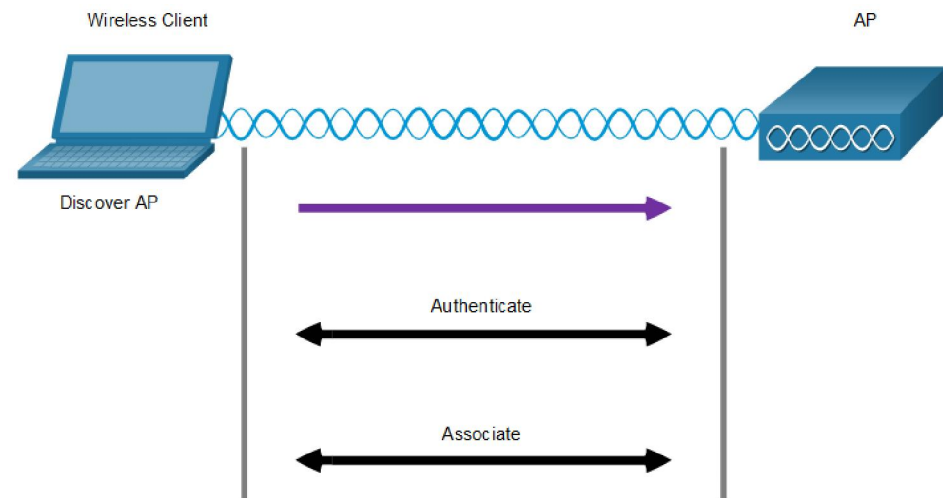 Wireless Client
AP
Discover AP
Authenticate
Associate